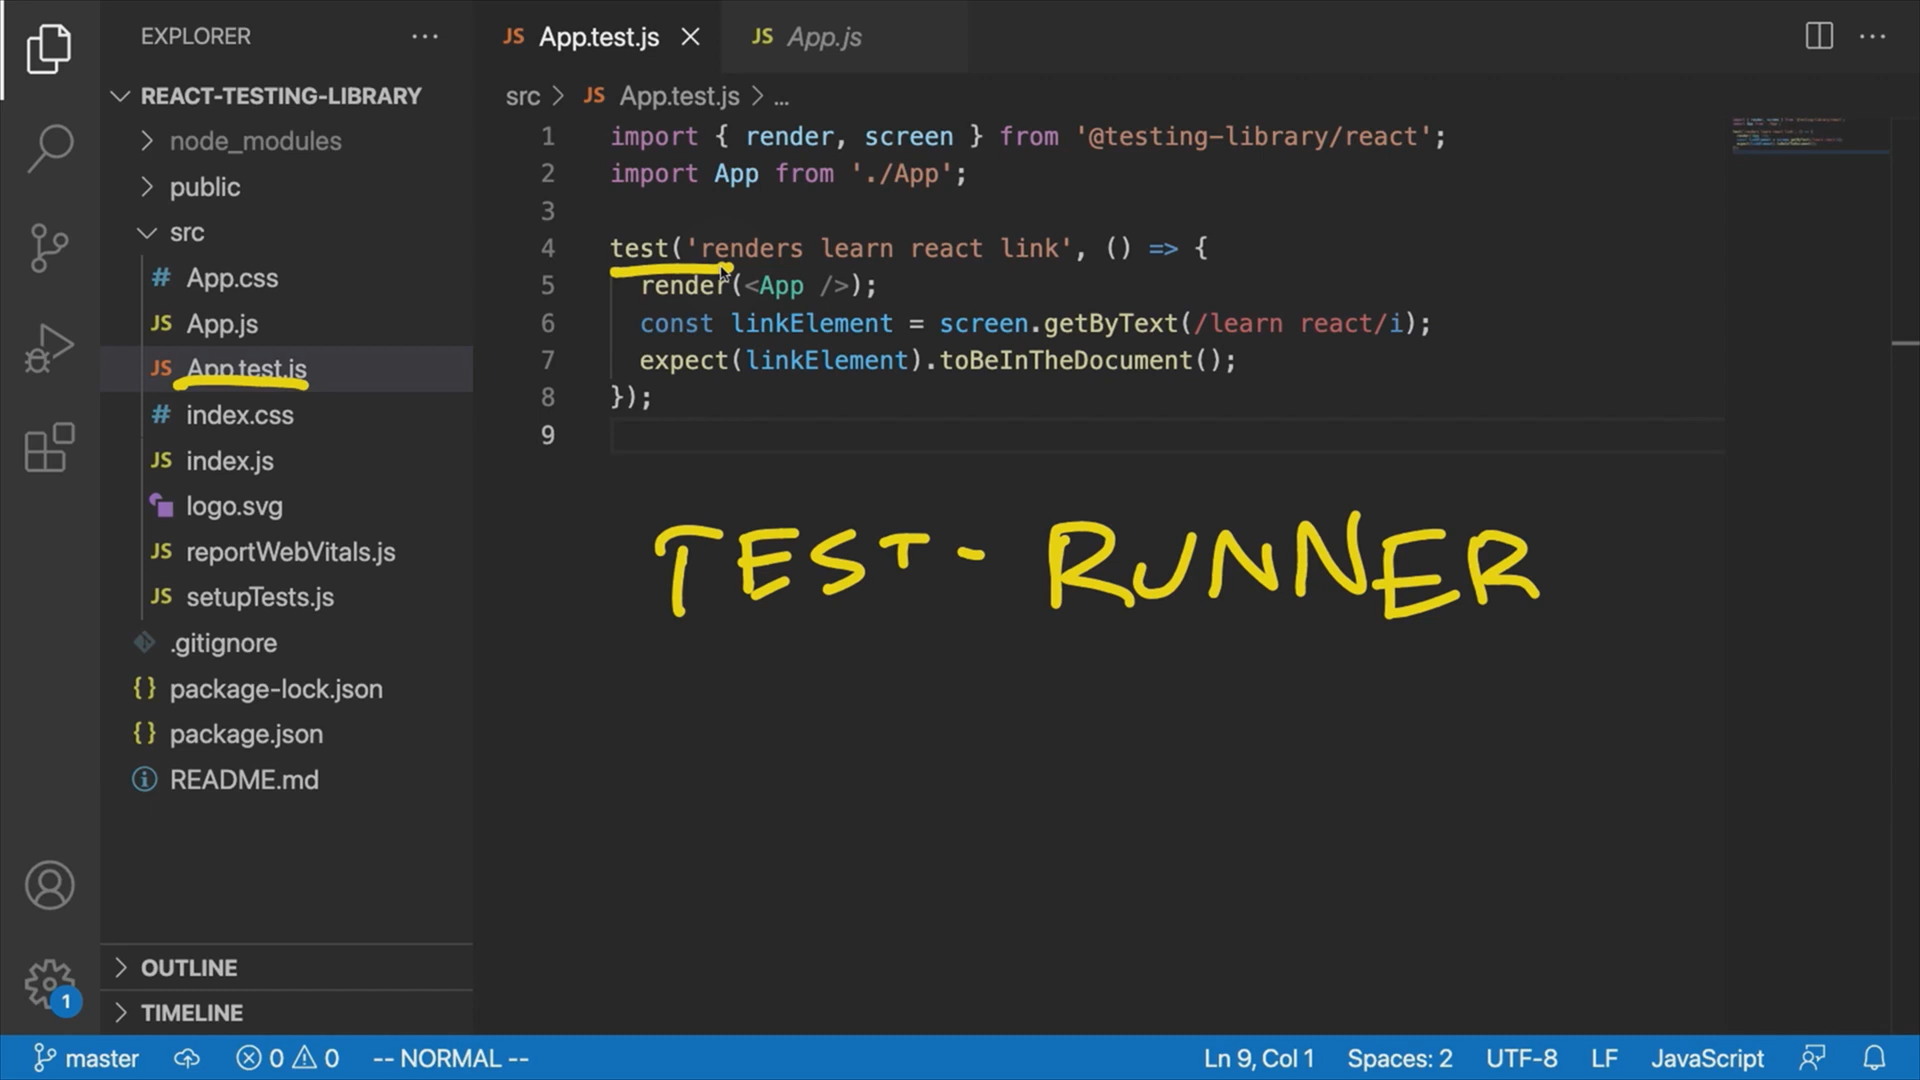 EXPLORER
App.test.js
App.js
REACT-TESTING-LIBRARY
node_modules
public
src
App.css
App.js
App.test.js
index.css
index.js
logo.svg
reportWebVitals.js
setupTests.js
.gitignore
package-lock.json
package.json
README.md
OUTLINE
TIMELINE
src > JS App.test.js > ...
1 import { render, screen } from '@testing-library/react';
2 import App from './App';
3
4 test('renders learn react link', () => {
5 render(<App />);
6 const linkElement = screen.getByText(/learn react/i);
7 expect(linkElement).toBeInTheDocument();
8 });
9
TEST- RUNNER
1
master 0 0 -- NORMAL -- Ln 9, Col 1 Spaces: 2 UTF-8 LF JavaScript